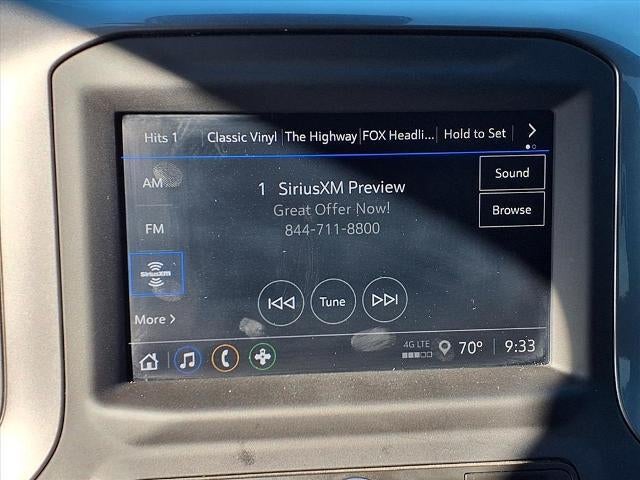 Hits 1 Classic Vinyl The Highway FOX Headli... Hold to Set >
AM
1 SiriusXM Preview
Sound
Great Offer Now!
Browse
FM
844-711-8800
SiriusXM
Tune
More >
4G LTE 70° 9:33